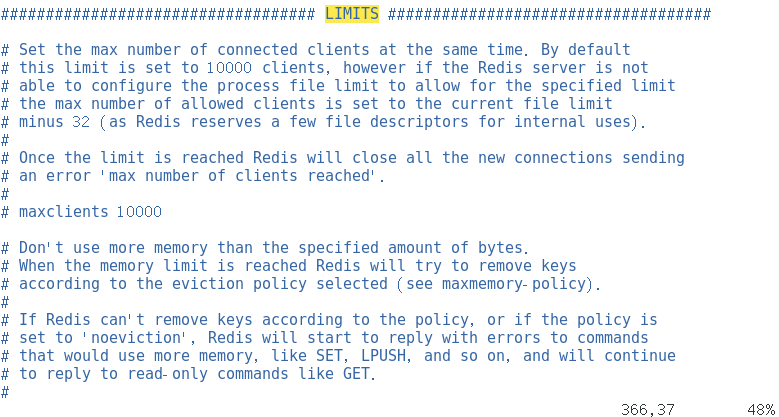 ################################### LIMITS ####################################

# Set the max number of connected clients at the same time. By default
# this limit is set to 10000 clients, however if the Redis server is not
# able to configure the process file limit to allow for the specified limit
# the max number of allowed clients is set to the current file limit
# minus 32 (as Redis reserves a few file descriptors for internal uses).
#
# Once the limit is reached Redis will close all the new connections sending
# an error 'max number of clients reached'.
#
# maxclients 10000

# Don't use more memory than the specified amount of bytes.
# When the memory limit is reached Redis will try to remove keys
# according to the eviction policy selected (see maxmemory-policy).
#
# If Redis can't remove keys according to the policy, or if the policy is
# set to 'noeviction', Redis will start to reply with errors to commands
# that would use more memory, like SET, LPUSH, and so on, and will continue
# to reply to read-only commands like GET.
#
366,37 48%